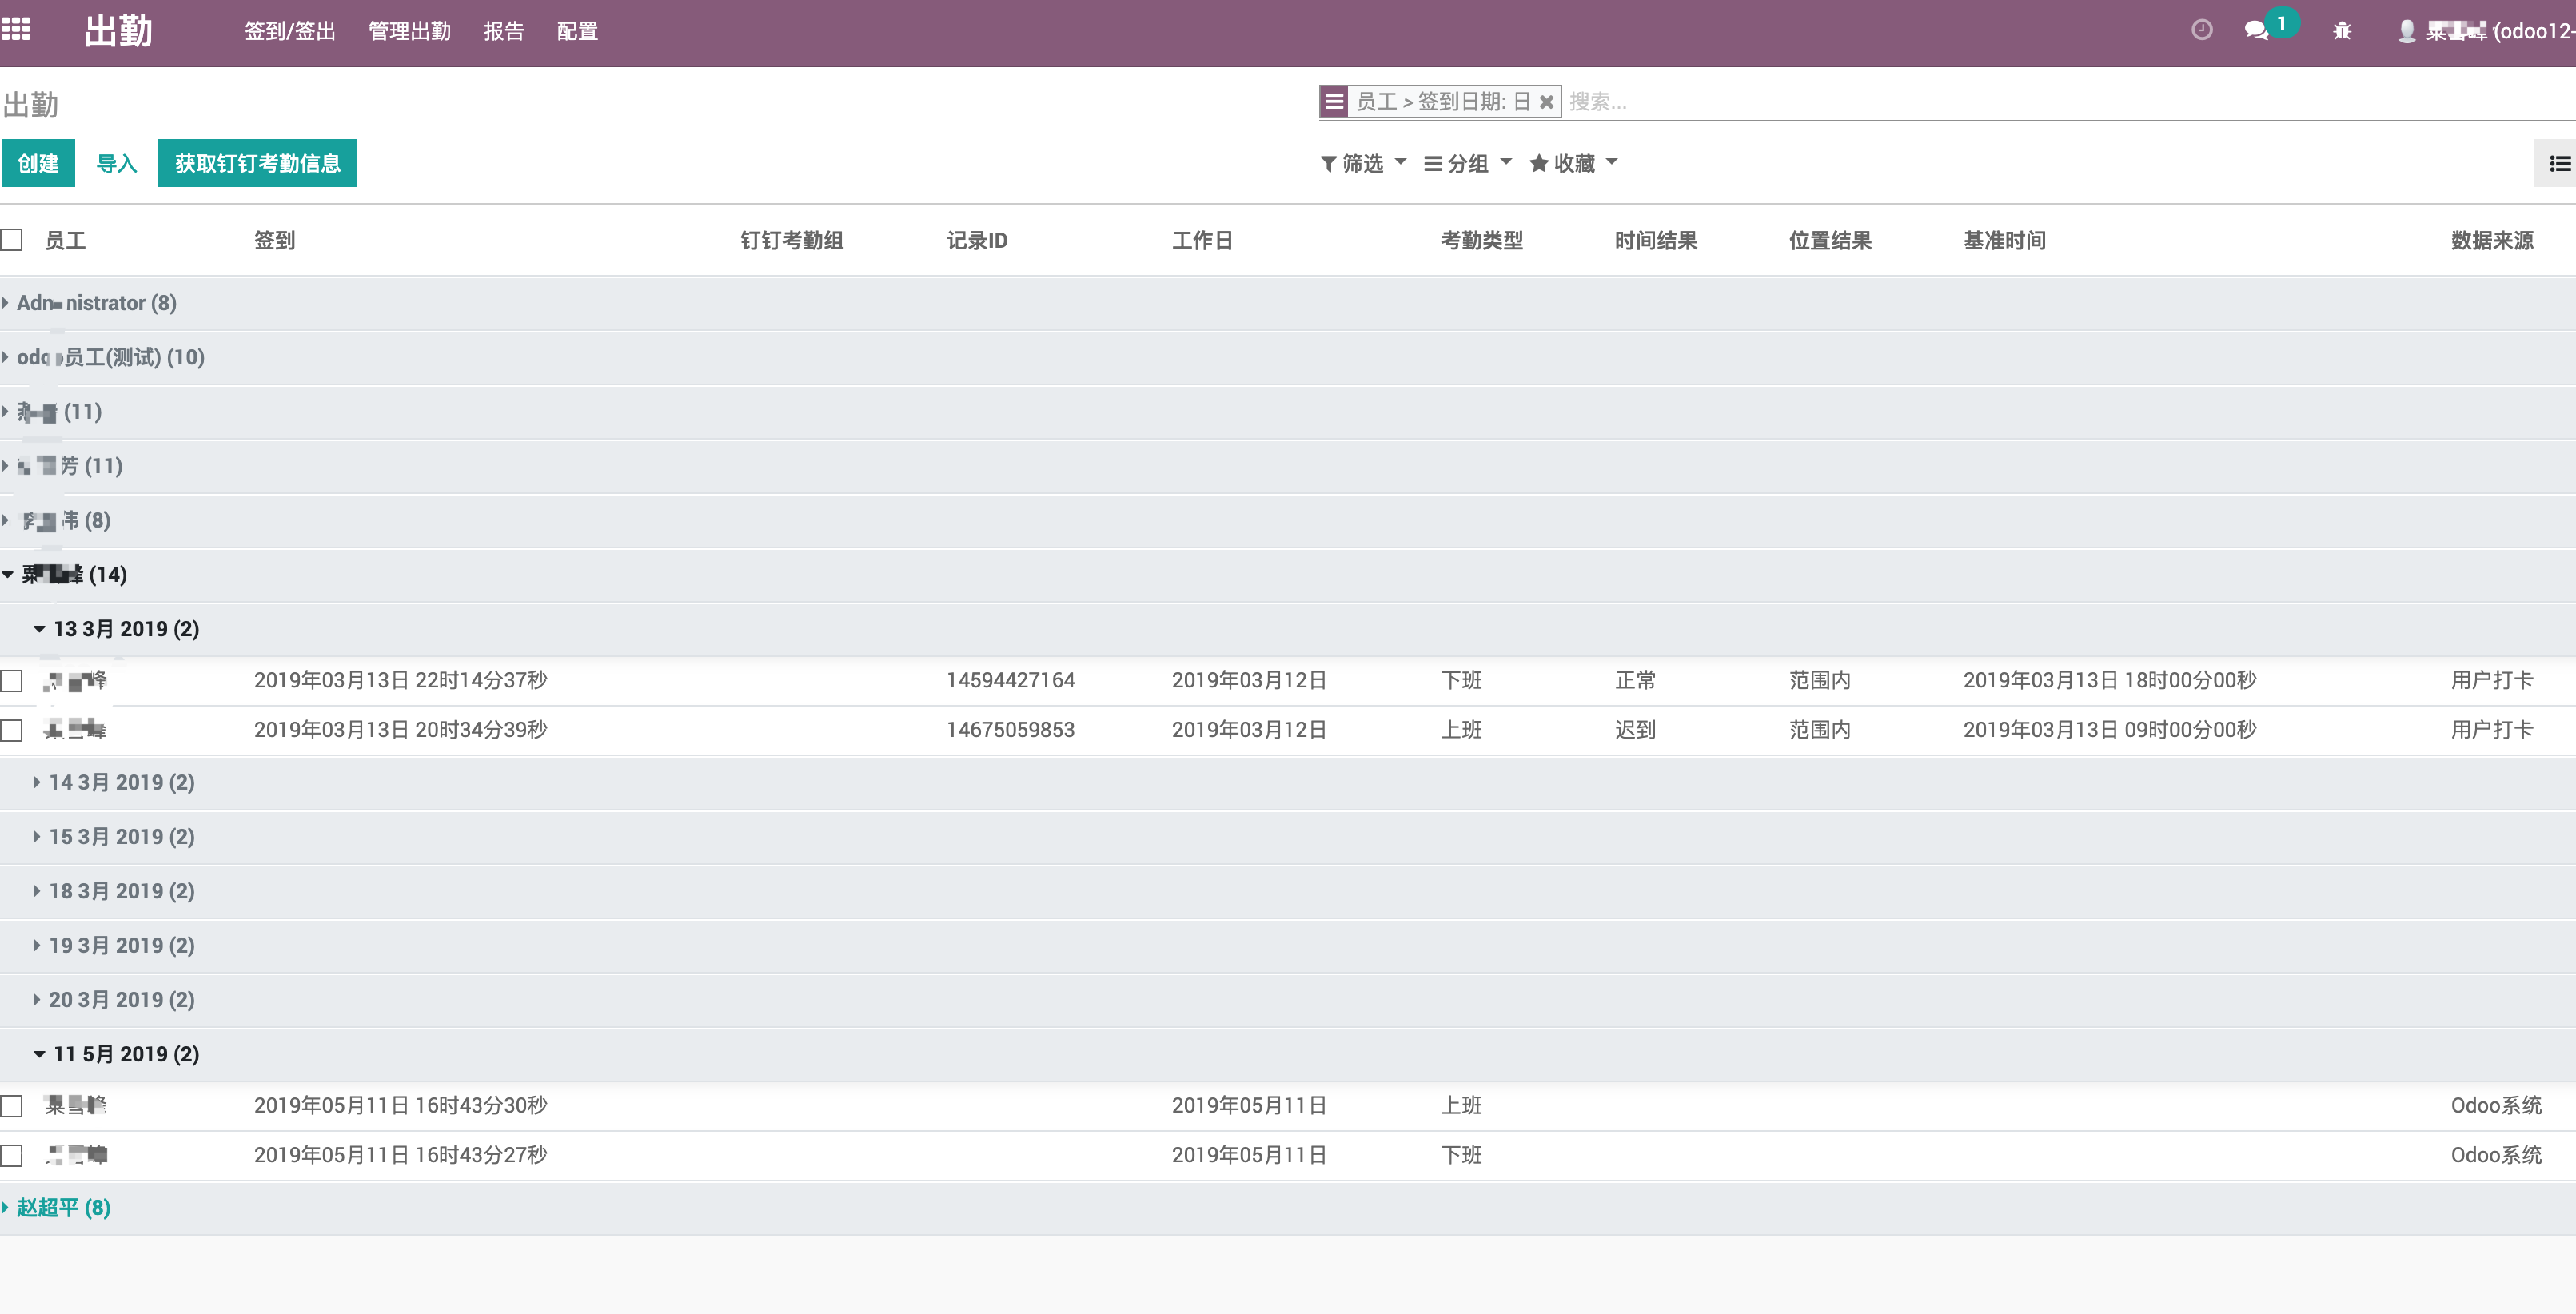 出勤 签到/签出 管理出勤 报告 配置 1 (odoo12-
出勤 员工 > 签到日期: 日 搜索...
创建 导入 获取钉钉考勤信息 筛选 分组 收藏
员工 签到 钉钉考勤组 记录ID 工作日 考勤类型 时间结果 位置结果 基准时间 数据来源
(8)
员工(测试) (10)
(11)
芳 (11)
伟 (8)
(14)
13 3月 2019 (2)
2019年03月13日 22时14分37秒 14594427164 2019年03月12日 下班 正常 范围内 2019年03月13日 18时00分00秒 用户打卡
2019年03月13日 20时34分39秒 14675059853 2019年03月12日 上班 迟到 范围内 2019年03月13日 09时00分00秒 用户打卡
14 3月 2019 (2)
15 3月 2019 (2)
18 3月 2019 (2)
19 3月 2019 (2)
20 3月 2019 (2)
11 5月 2019 (2)
2019年05月11日 16时43分30秒 2019年05月11日 上班 Odoo系统
2019年05月11日 16时43分27秒 2019年05月11日 下班 Odoo系统
赵超平 (8)